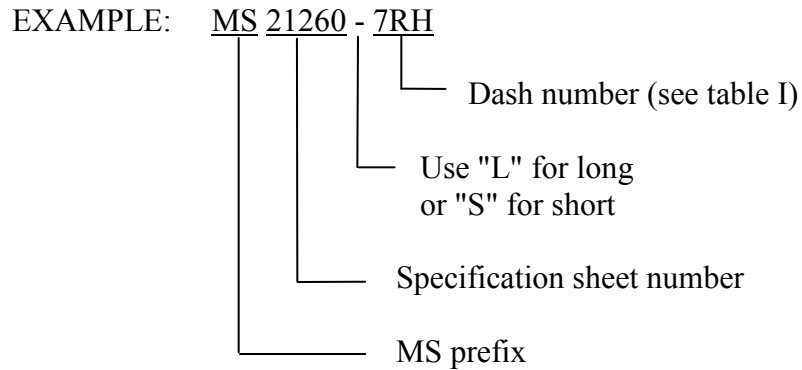 EXAMPLE: MS 21260 - 7RH
Dash number (see table I)
Use "L" for long
or "S" for short
Specification sheet number
MS prefix